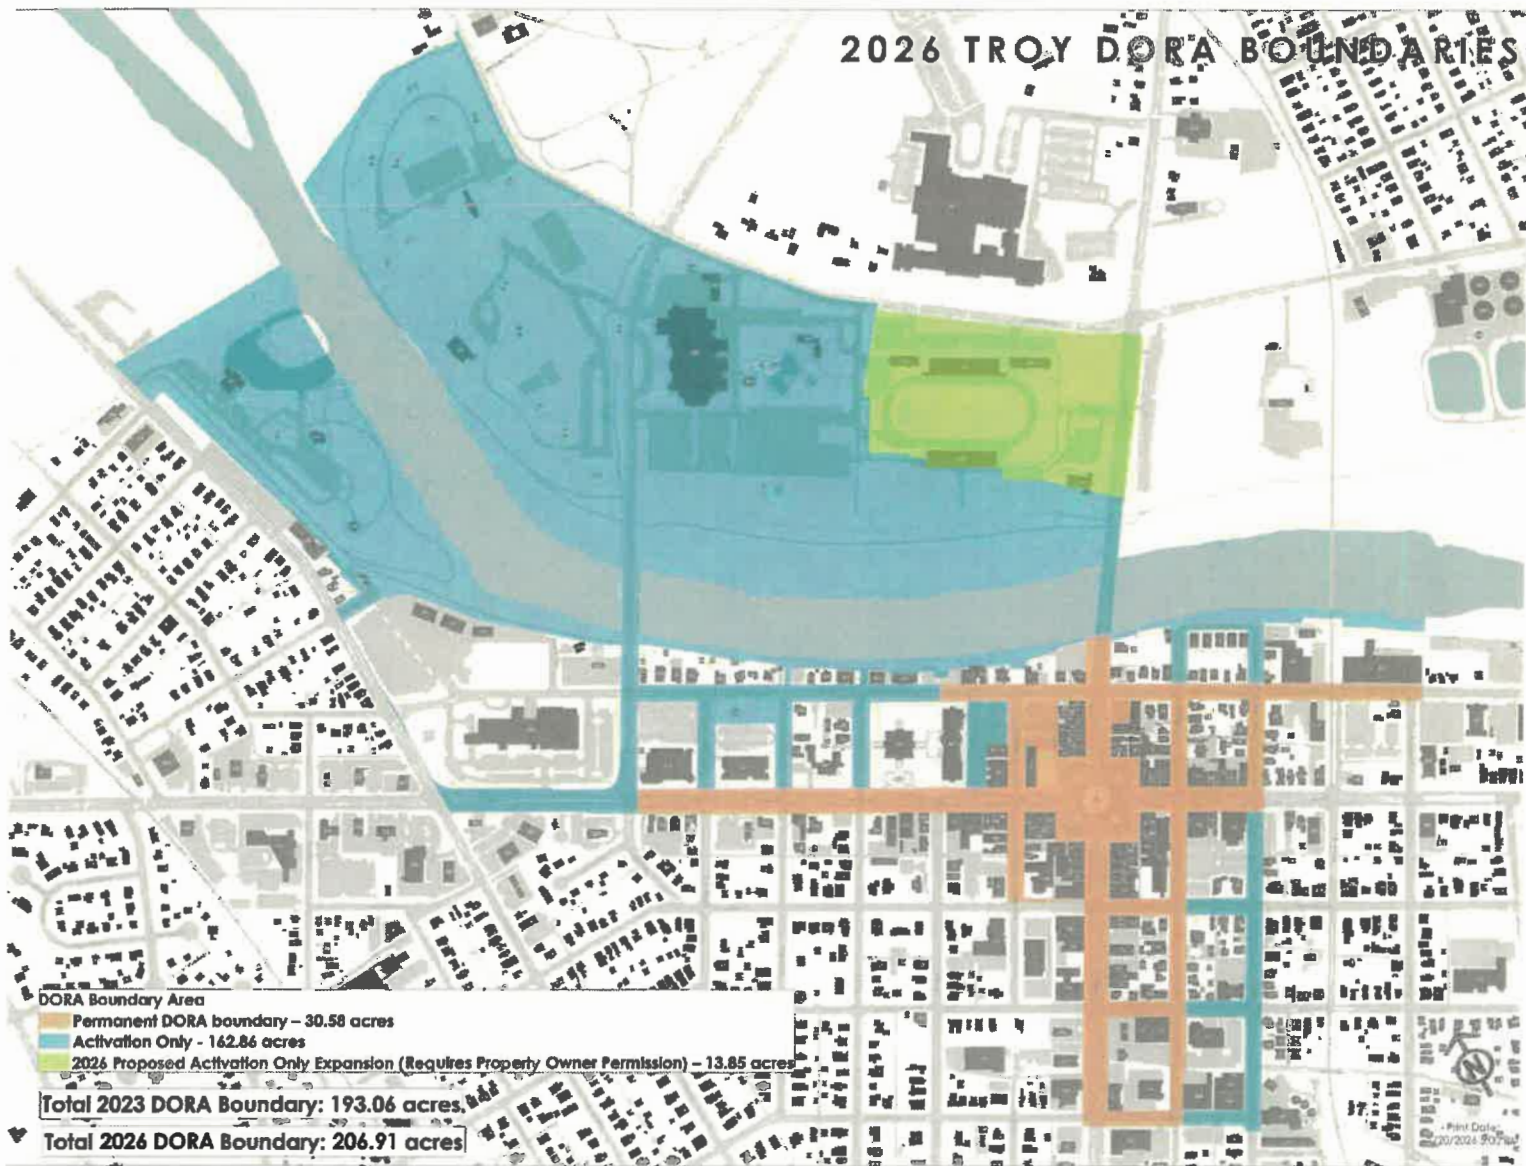 2026 TROY DORA BOUNDARIES
DORA Boundary Area
Permanent DORA boundary – 30.58 acres
Activation Only - 162.86 acres
2026 Proposed Activation Only Expansion (Requires Property Owner Permission) – 13.85 acres
Total 2023 DORA Boundary: 193.06 acres
Total 2026 DORA Boundary: 206.91 acres
N
Print Date: